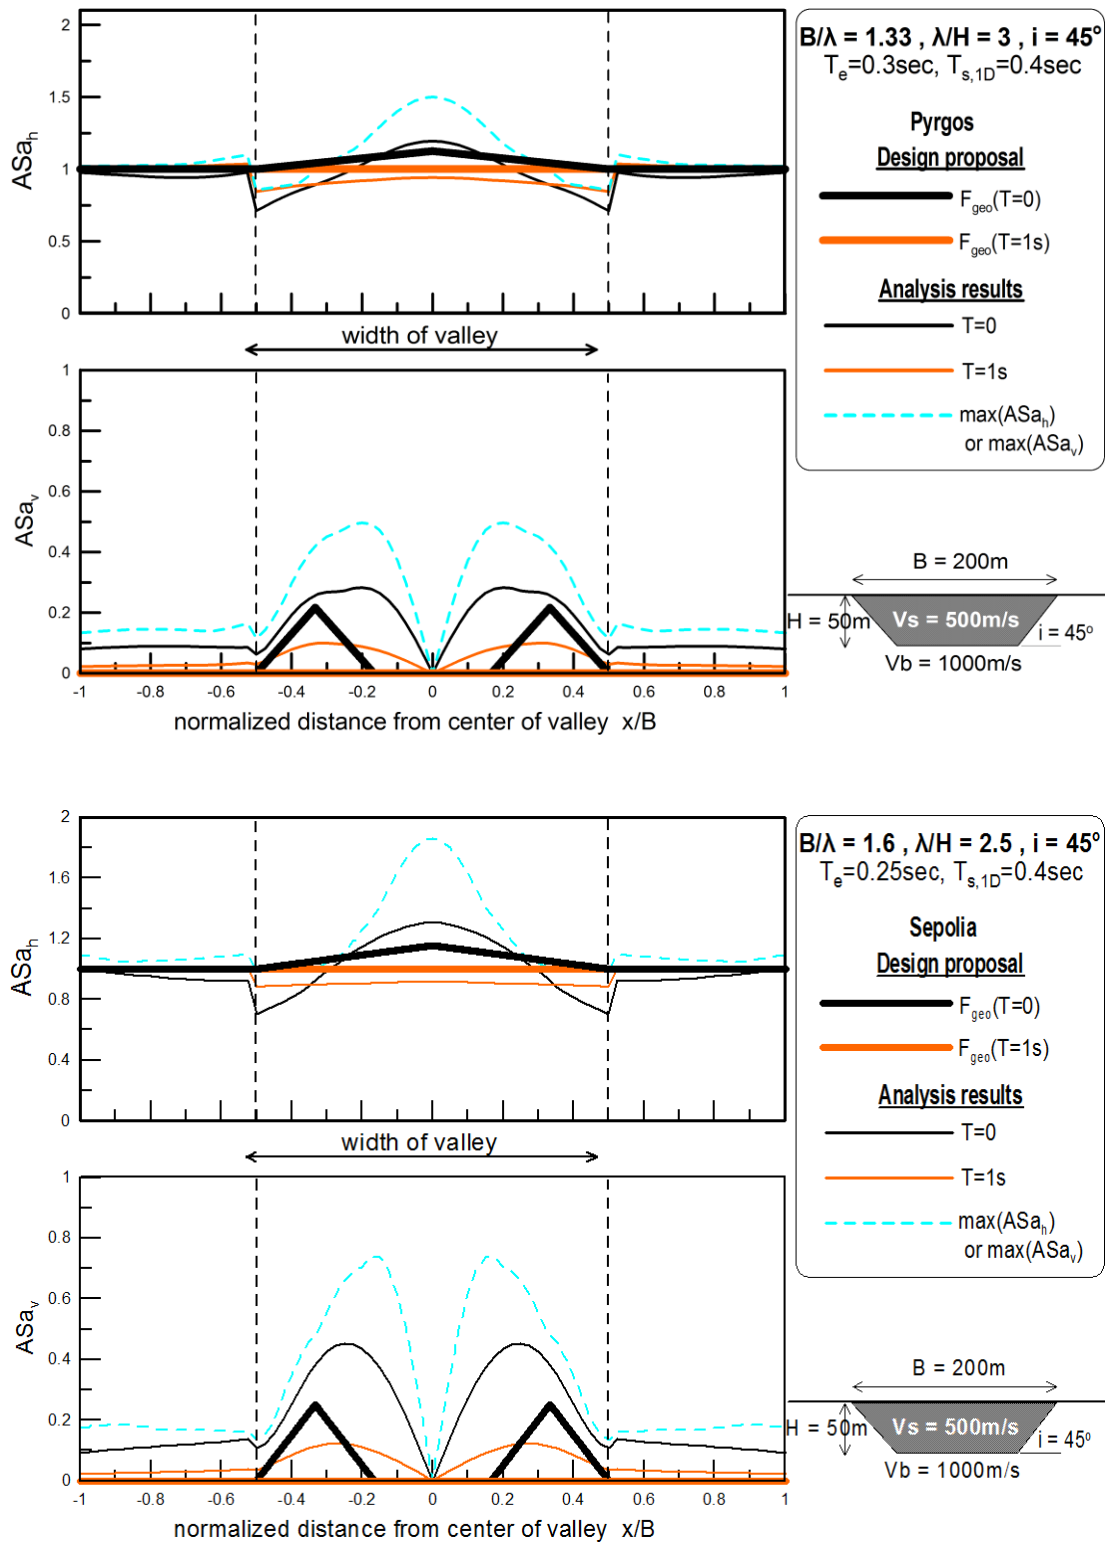 2
1.5
1
0.5
0
ASa_h
width of valley
1
0.8
0.6
0.4
0.2
0
ASa_v
-1 -0.8 -0.6 -0.4 -0.2 0 0.2 0.4 0.6 0.8 1
normalized distance from center of valley x/B
B/λ = 1.33 , λ/H = 3 , i = 45°
T_e=0.3sec, T_s,1D=0.4sec
Pyrgos
Design proposal
F_geo(T=0)
F_geo(T=1s)
Analysis results
T=0
T=1s
max(ASa_h)
or max(ASa_v)
B = 200m
H = 50m
Vs = 500m/s
i = 45°
Vb = 1000m/s
2
1.6
1.2
0.8
0.4
0
ASa_h
width of valley
1
0.8
0.6
0.4
0.2
0
ASa_v
-1 -0.8 -0.6 -0.4 -0.2 0 0.2 0.4 0.6 0.8 1
normalized distance from center of valley x/B
B/λ = 1.6 , λ/H = 2.5 , i = 45°
T_e=0.25sec, T_s,1D=0.4sec
Sepolia
Design proposal
F_geo(T=0)
F_geo(T=1s)
Analysis results
T=0
T=1s
max(ASa_h)
or max(ASa_v)
B = 200m
H = 50m
Vs = 500m/s
i = 45°
Vb = 1000m/s